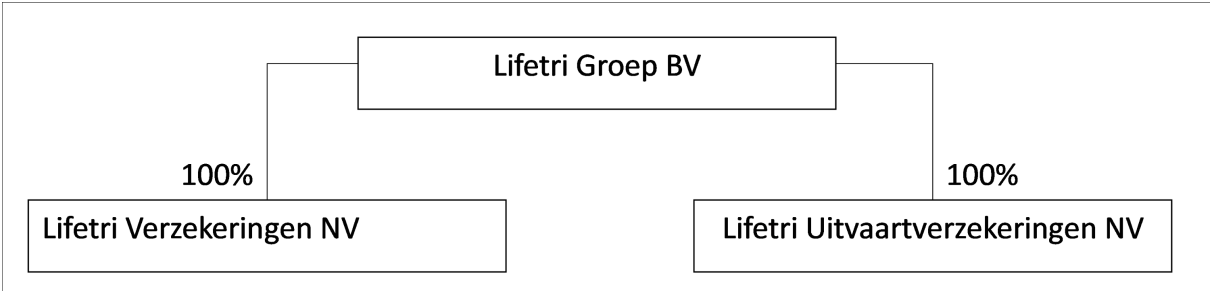 Lifetri Groep BV
100%
100%
Lifetri Verzekeringen NV
Lifetri Uitvaartverzekeringen NV